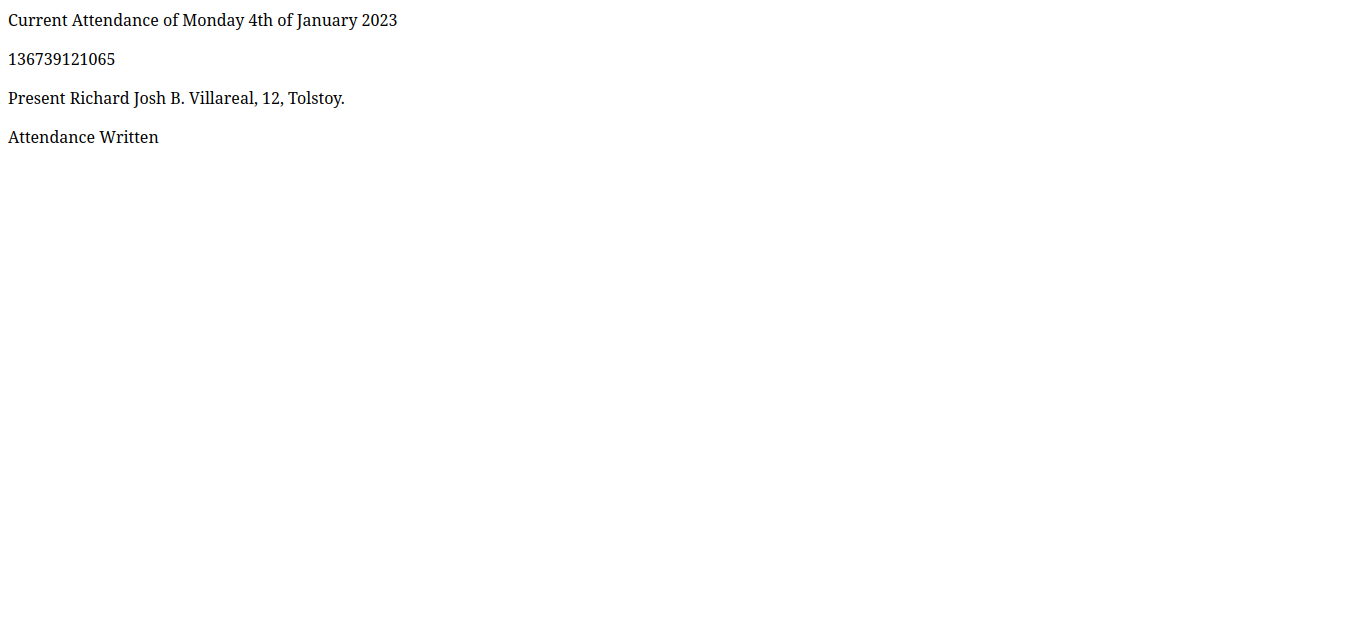 Current Attendance of Monday 4th of January 2023
136739121065
Present Richard Josh B. Villareal, 12, Tolstoy.
Attendance Written